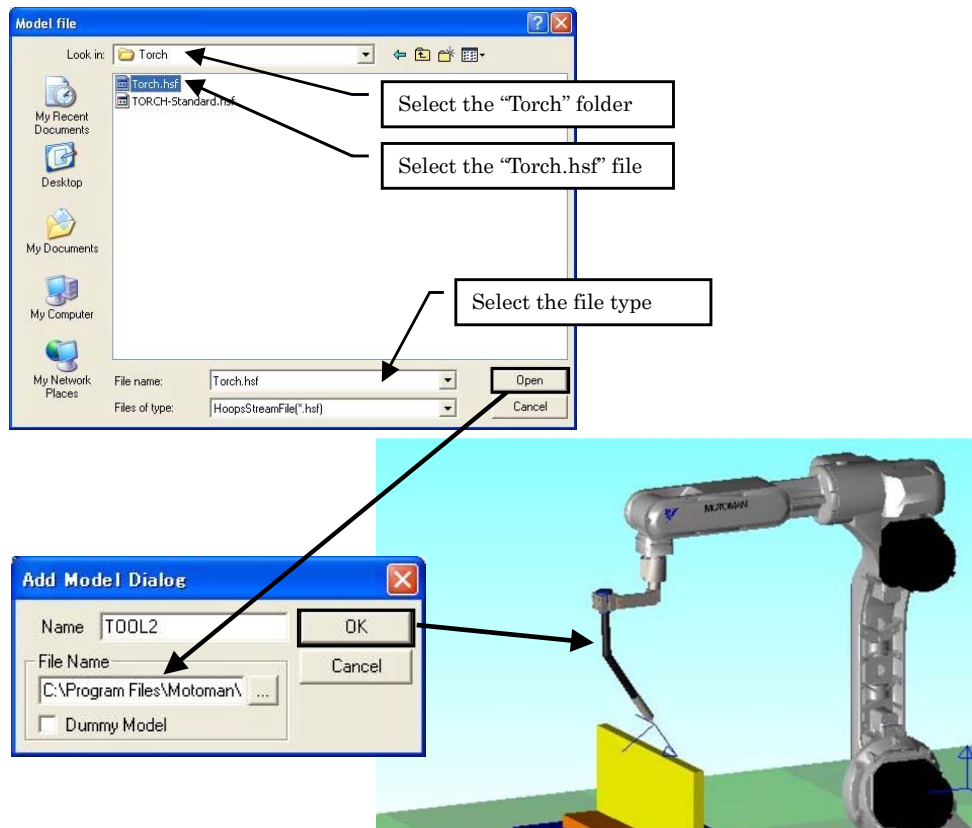 Model file
Look in:
Torch
Torch.hsf
TORCH-Standard.hsf
My Recent
Documents
Desktop
My Documents
My Computer
My Network
Places
Select the “Torch” folder
Select the “Torch.hsf” file
Select the file type
File name:
Torch.hsf
Open
Files of type:
HoopsStreamFile(*.hsf)
Cancel
MOTOMAN
Add Model Dialog
Name
TOOL2
OK
File Name
Cancel
C:\Program Files\Motoman\
...
Dummy Model